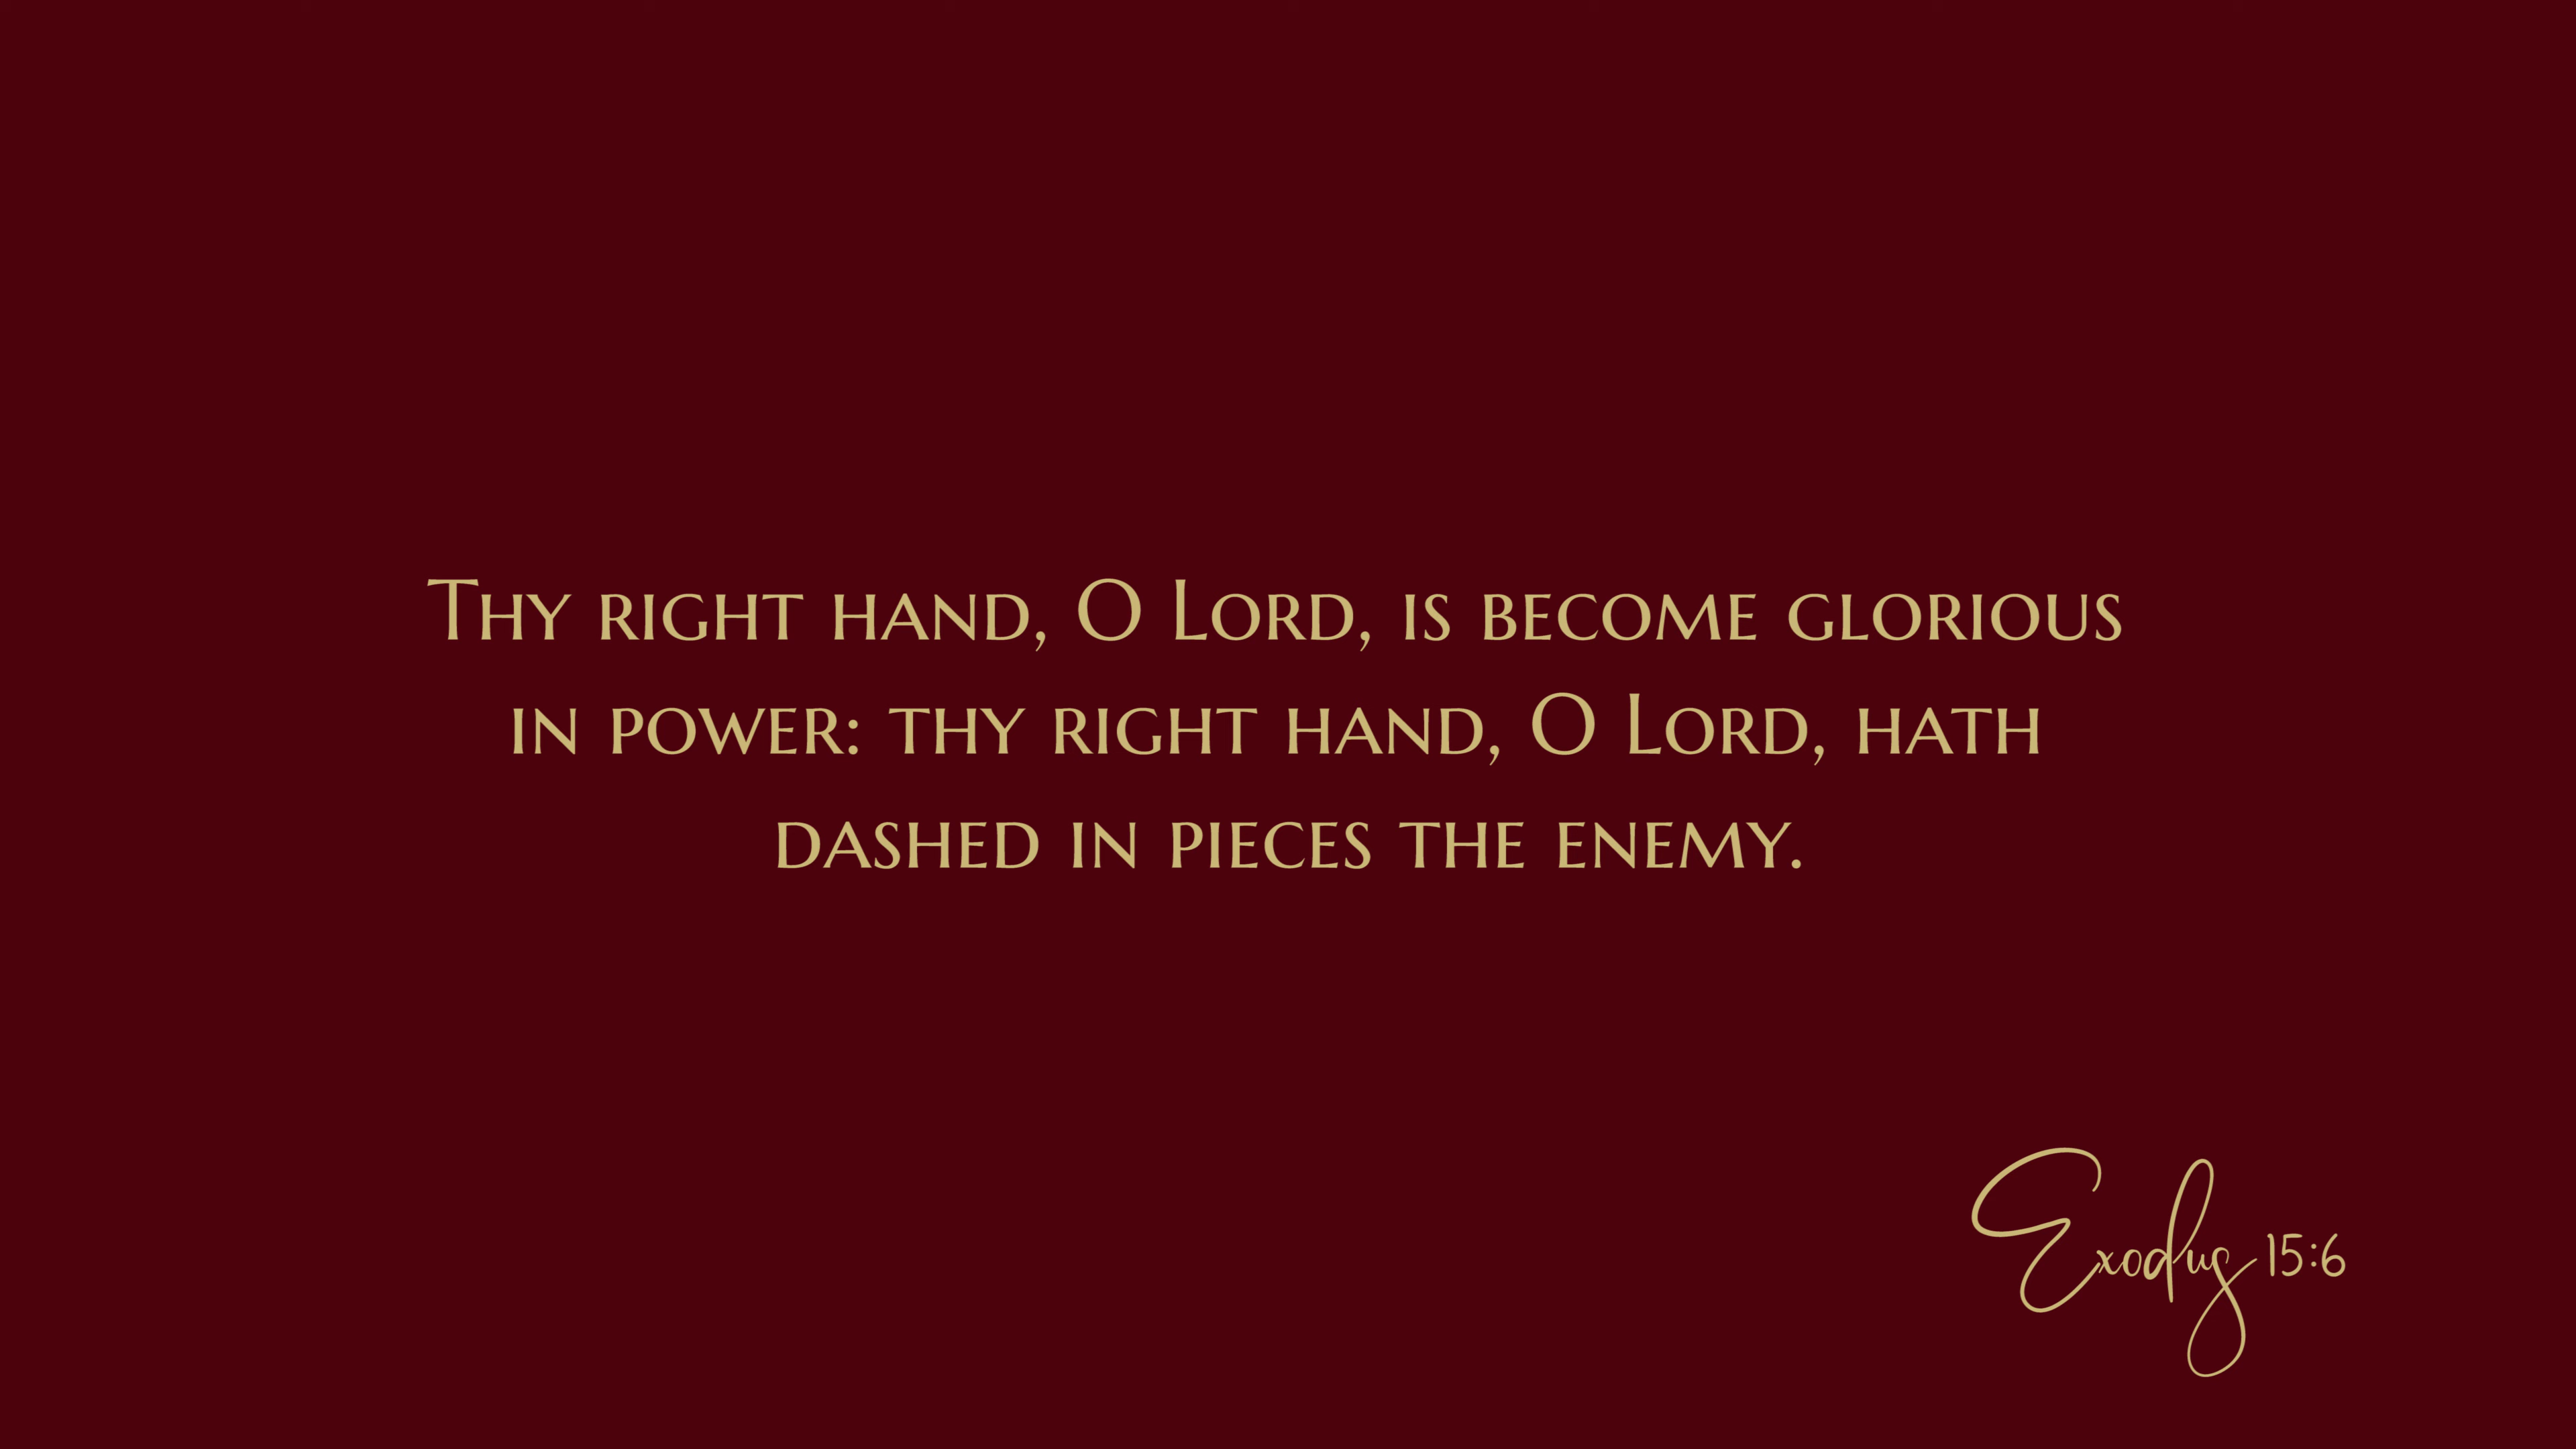 Thy right hand, O Lord, is become glorious
in power: thy right hand, O Lord, hath
dashed in pieces the enemy.
Exodus 15:6